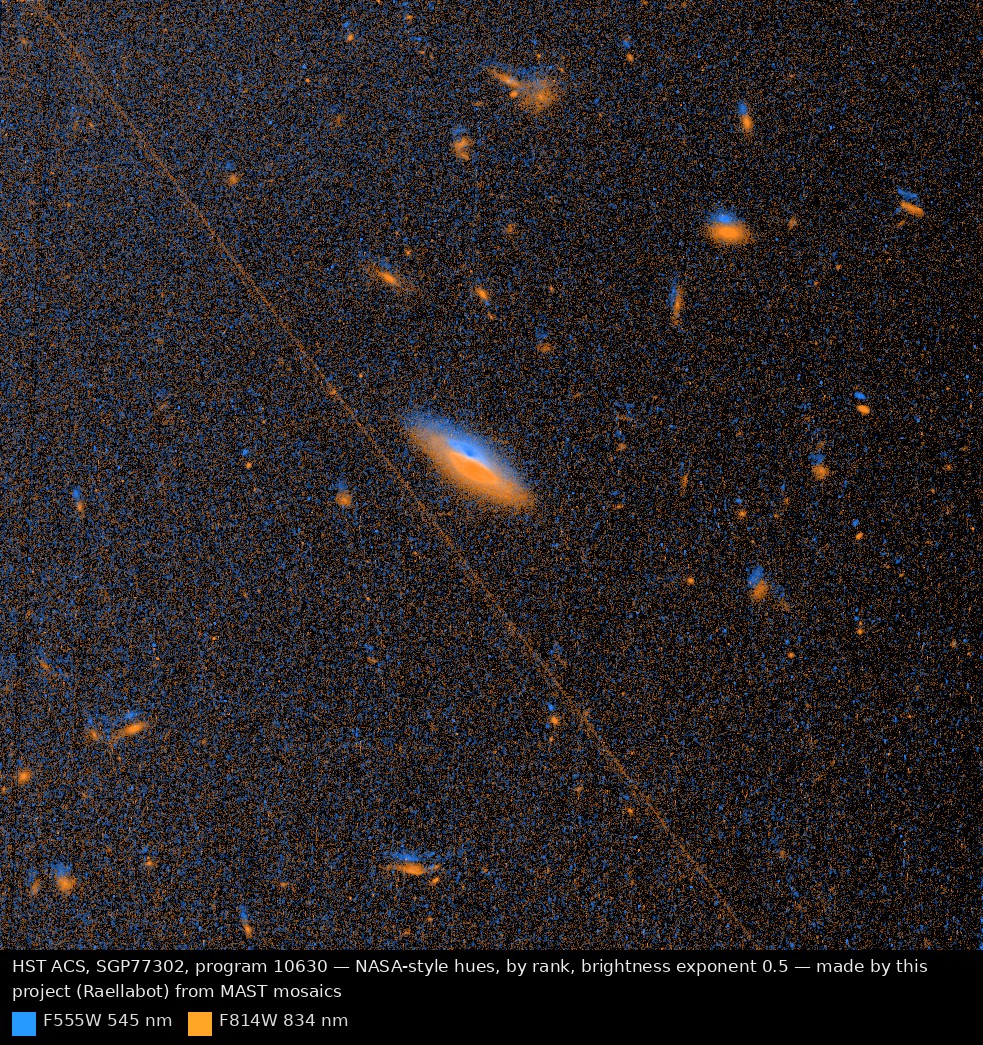 HST ACS, SGP77302, program 10630 — NASA-style hues, by rank, brightness exponent 0.5 — made by this
project (Raellabot) from MAST mosaics
F555W 545 nm F814W 834 nm